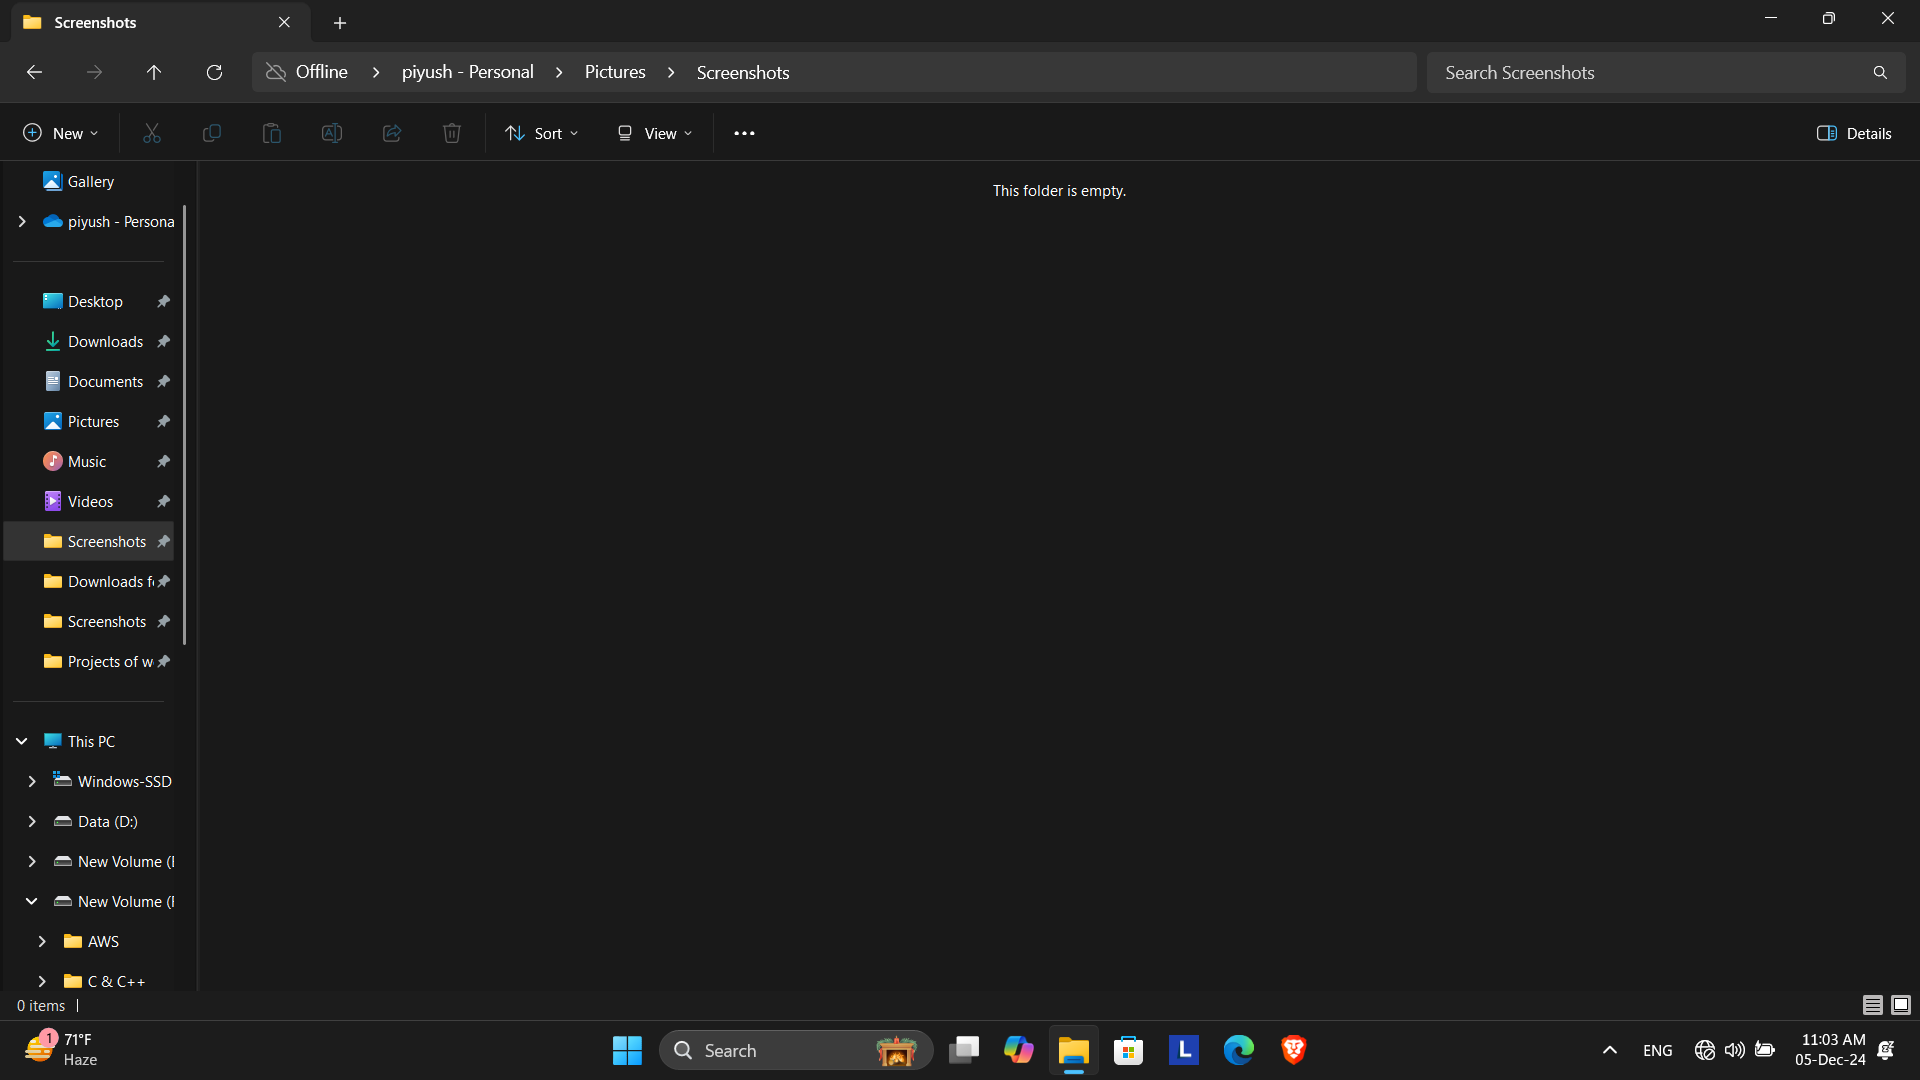 Screenshots
Offline > piyush - Personal > Pictures > Screenshots
Search Screenshots
New
Sort
View
Details
Gallery
piyush - Persona
Desktop
Downloads
Documents
Pictures
Music
Videos
Screenshots
Downloads f
Screenshots
Projects of w
This PC
Windows-SSD
Data (D:)
New Volume (
New Volume (
AWS
C & C++
This folder is empty.
0 items
1
71°F
Haze
Search
L
ENG
11:03 AM
05-Dec-24